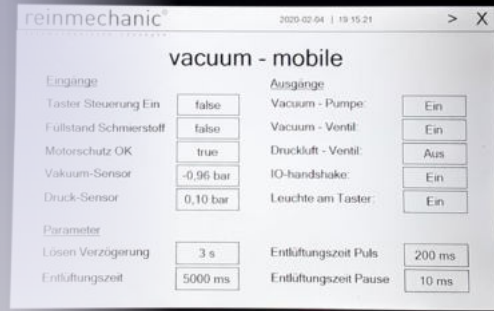 reinmechanic°
2020-02-04 | 19:15:21
> X
vacuum - mobile
Eingänge
Taster Steuerung Ein false
Füllstand Schmierstoff false
Motorschutz OK true
Vakuum-Sensor -0,96 bar
Druck-Sensor 0,10 bar
Ausgänge
Vacuum - Pumpe: Ein
Vacuum - Ventil: Ein
Druckluft - Ventil: Aus
IO-handshake: Ein
Leuchte am Taster: Ein
Parameter
Lösen Verzögerung 3 s
Entlüftungszeit 5000 ms
Entlüftungszeit Puls 200 ms
Entlüftungszeit Pause 10 ms